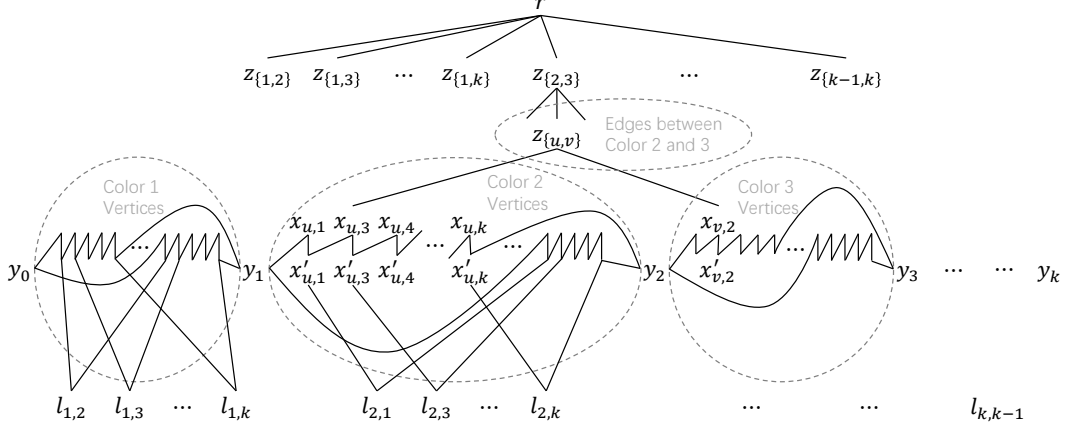 r
z_{1,2} z_{1,3} ... z_{1,k} z_{2,3} ... z_{k−1,k}
z_{u,v}
Edges between
Color 2 and 3
Color 1
Vertices
Color 2
Vertices
Color 3
Vertices
x_{u,1} x_{u,3} x_{u,4} ... x_{u,k} ... x_{v,2}
...
...
y_0 x'_{u,1} x'_{u,3} x'_{u,4} x'_{u,k} x'_{v,2}
y_1 y_2 y_3 ... ... y_k
l_{1,2} l_{1,3} ... l_{1,k} l_{2,1} l_{2,3} ... l_{2,k} ... ... l_{k,k−1}